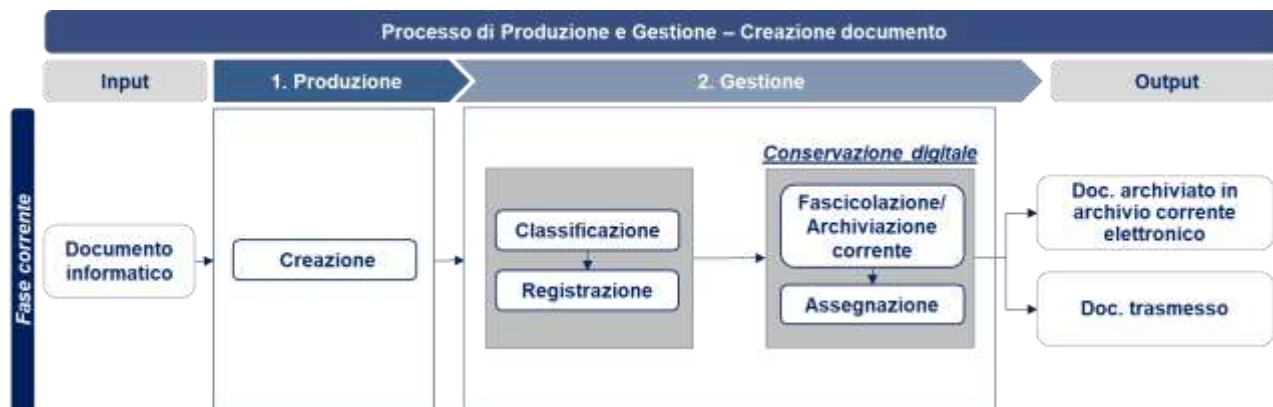 Processo di Produzione e Gestione – Creazione documento
Input
1. Produzione
2. Gestione
Output
Fase corrente
Documento
informatico
Creazione
Classificazione
Registrazione
Conservazione digitale
Fascicolazione/
Archiviazione
corrente
Assegnazione
Doc. archiviato in
archivio corrente
elettronico
Doc. trasmesso